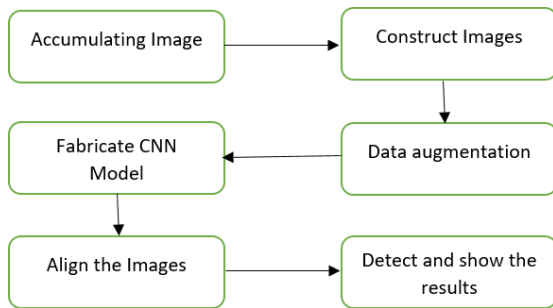 Accumulating Image
Construct Images
Data augmentation
Fabricate CNN
Model
Align the Images
Detect and show the
results